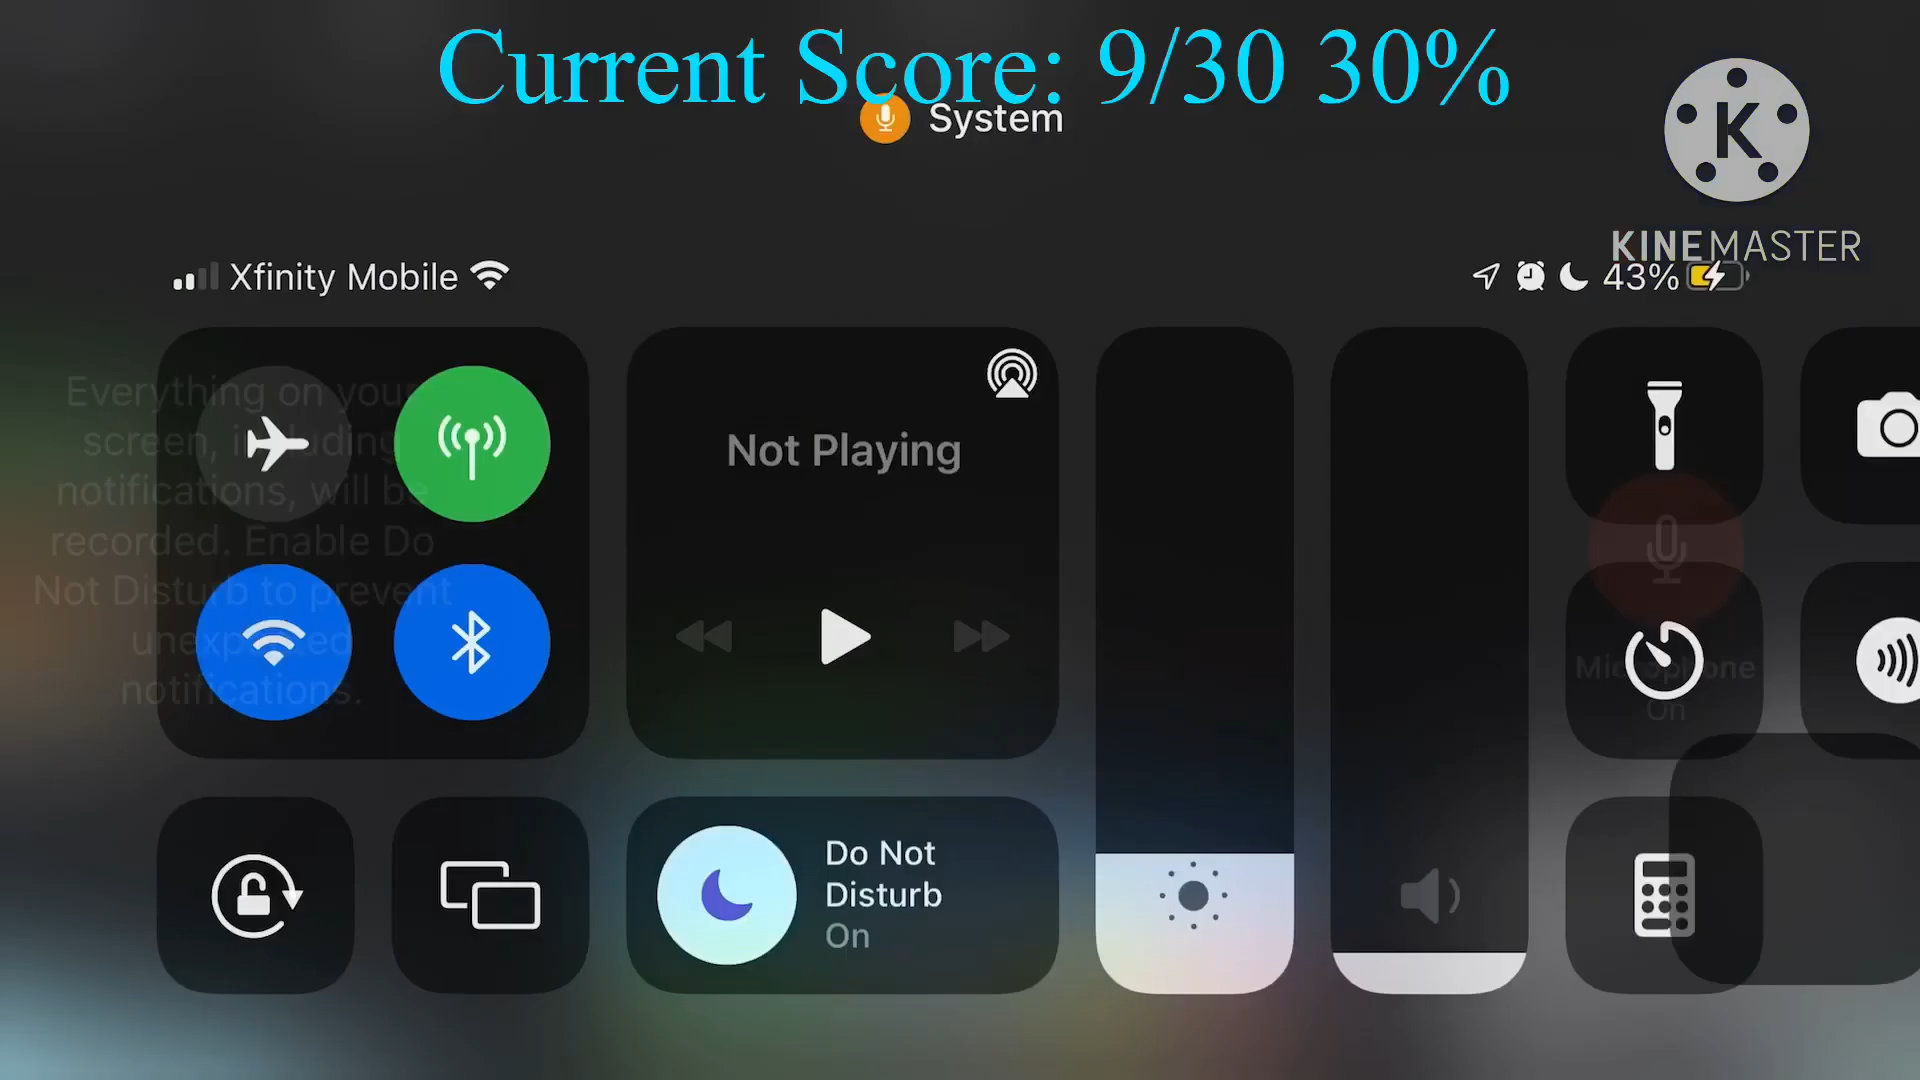 Current Score: 9/30 30%
System
K
KINEMASTER
Xfinity Mobile
43%
Everything on your
screen, including
notifications, will be
recorded. Enable Do
Not Disturb to prevent
unexpected
notifications.
Not Playing
Microphone
On
Do Not
Disturb
On